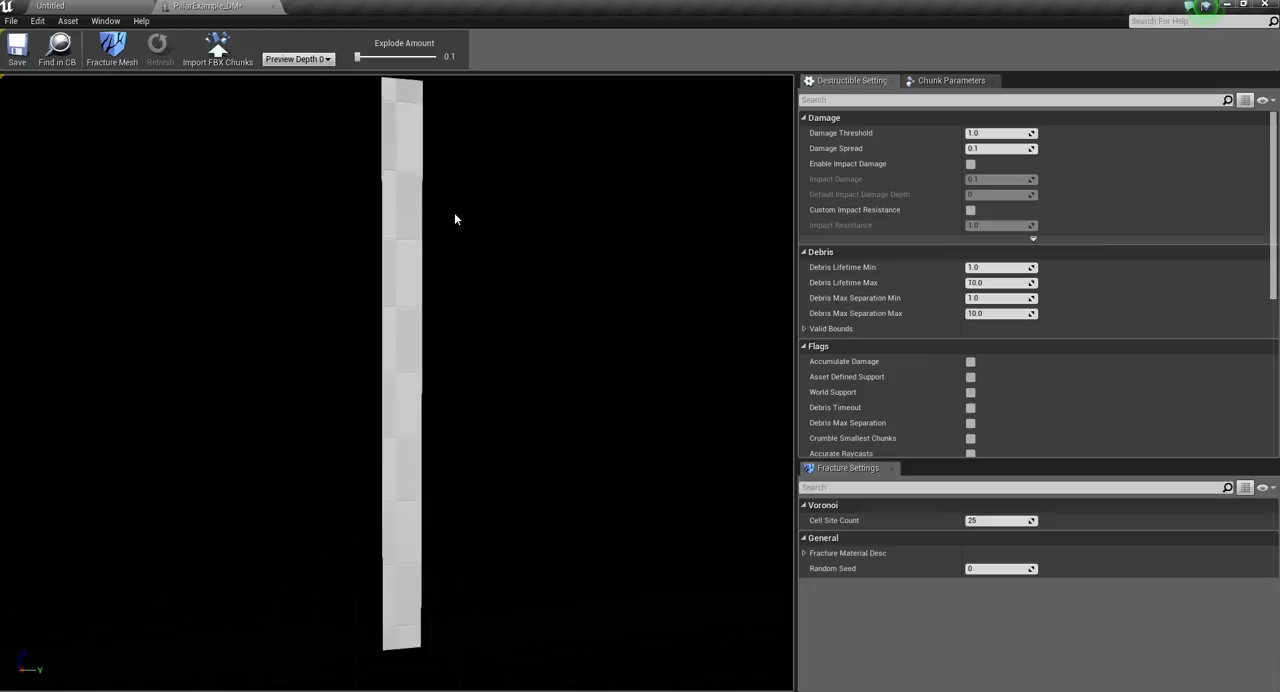 Untitled
PillarExample_DM*
File Edit Asset Window Help
Search For Help
Save Find in CB Fracture Mesh Refresh Import FBX Chunks Preview Depth 0 Explode Amount 0.1
Destructible Setting Chunk Parameters
Search
Damage
Damage Threshold 1.0
Damage Spread 0.1
Enable Impact Damage
Impact Damage 0.1
Default Impact Damage Depth 0
Custom Impact Resistance
Impact Resistance 1.0
Debris
Debris Lifetime Min 1.0
Debris Lifetime Max 10.0
Debris Max Separation Min 1.0
Debris Max Separation Max 10.0
Valid Bounds
Flags
Accumulate Damage
Asset Defined Support
World Support
Debris Timeout
Debris Max Separation
Crumble Smallest Chunks
Accurate Raycasts
Fracture Settings
Search
Voronoi
Cell Site Count 25
General
Fracture Material Desc
Random Seed 0
Y